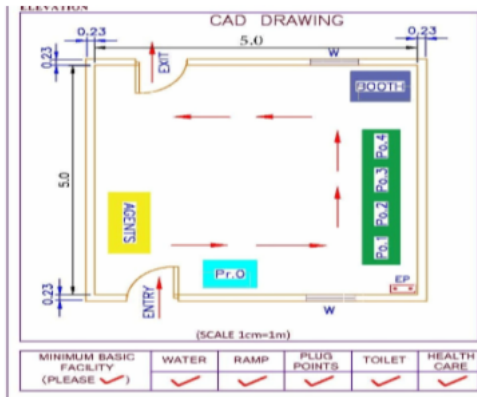 ELEVATION
CAD DRAWING
0.23
5.0
0.23
0.23
EXIT
W
BOOTH
5.0
Po.4
Po.3
Po.2
Po.1
AGENTS
Pr.O
EP
0.23
ENTRY
W
(SCALE 1cm=1m)
MINIMUM BASIC FACILITY (PLEASE ✓)
WATER
RAMP
PLUG POINTS
TOILET
HEALTH CARE